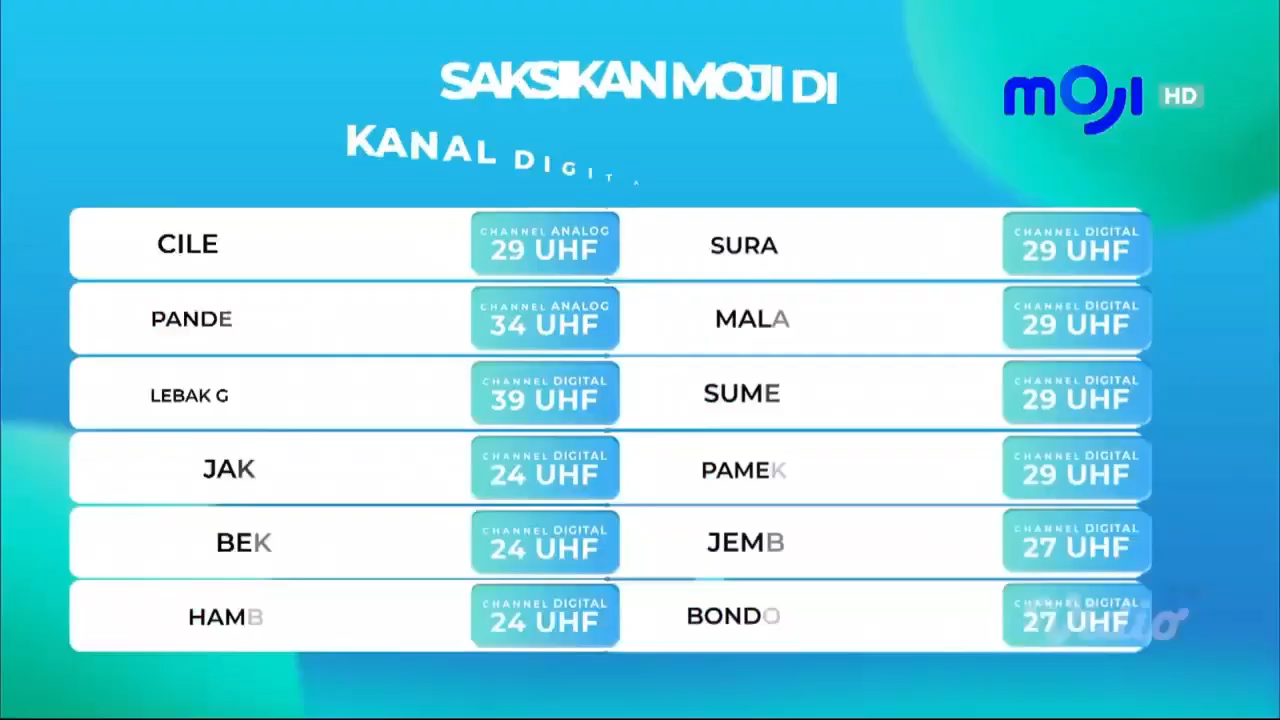 SAKSIKAN MOJI DI
KANAL DIGITA
moji HD
CILE
CHANNEL ANALOG
29 UHF
SURA
CHANNEL DIGITAL
29 UHF
PANDE
CHANNEL ANALOG
34 UHF
MALA
CHANNEL DIGITAL
29 UHF
LEBAK G
CHANNEL DIGITAL
39 UHF
SUME
CHANNEL DIGITAL
29 UHF
JAK
CHANNEL DIGITAL
24 UHF
PAMEK
CHANNEL DIGITAL
29 UHF
BEK
CHANNEL DIGITAL
24 UHF
JEMB
CHANNEL DIGITAL
27 UHF
HAMB
CHANNEL DIGITAL
24 UHF
BONDO
CHANNEL DIGITAL
27 UHF